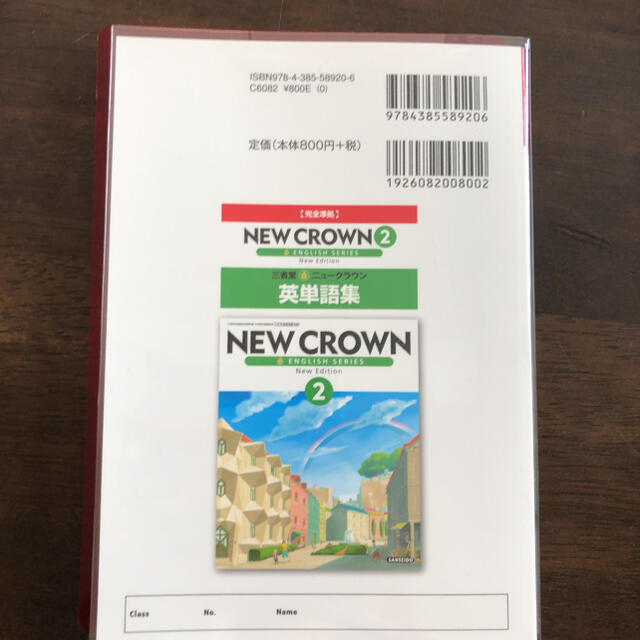 ISBN978-4-385-58920-6
C6082 ¥800E (0)
9784385589206
定価(本体800円+税)
1926082008002
【完全準拠】
NEW CROWN 2
ENGLISH SERIES
New Edition
三省堂 ニュークラウン
英単語集
NEW CROWN
ENGLISH SERIES
New Edition
2
SANSEIDO
Class No. Name